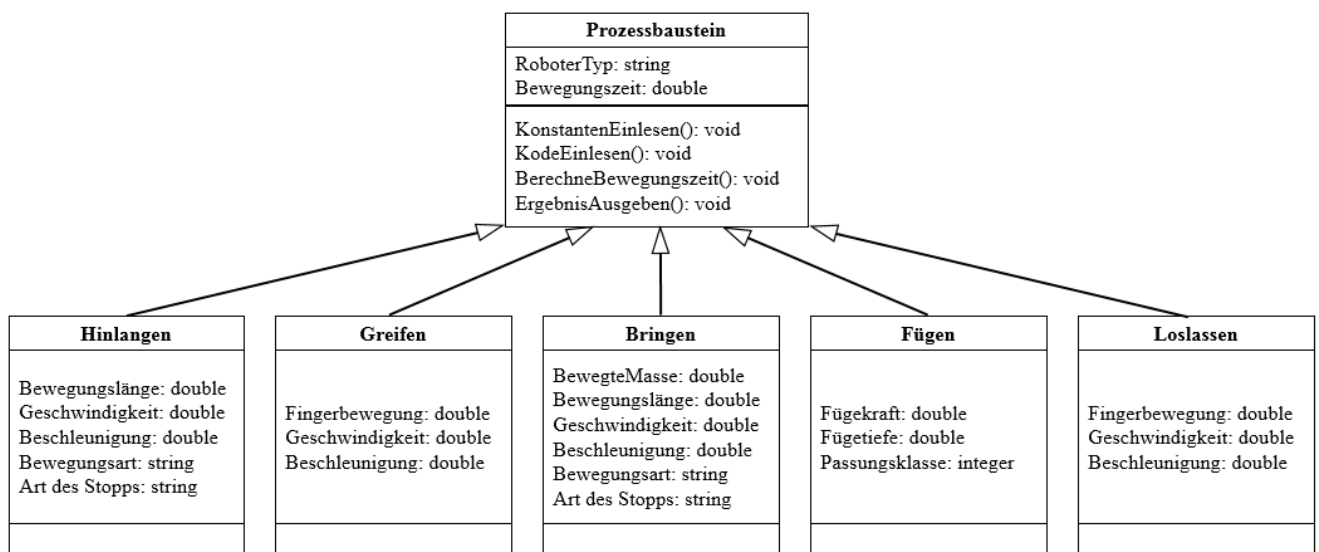 Prozessbaustein
RoboterTyp: string
Bewegungszeit: double
KonstantenEinlesen(): void
KodeEinlesen(): void
BerechneBewegungszeit(): void
ErgebnisAusgeben(): void
Hinlangen
Bewegungslänge: double
Geschwindigkeit: double
Beschleunigung: double
Bewegungsart: string
Art des Stopps: string
Greifen
Fingerbewegung: double
Geschwindigkeit: double
Beschleunigung: double
Bringen
BewegteMasse: double
Bewegungslänge: double
Geschwindigkeit: double
Beschleunigung: double
Bewegungsart: string
Art des Stopps: string
Fügen
Fügekraft: double
Fügetiefe: double
Passungsklasse: integer
Loslassen
Fingerbewegung: double
Geschwindigkeit: double
Beschleunigung: double